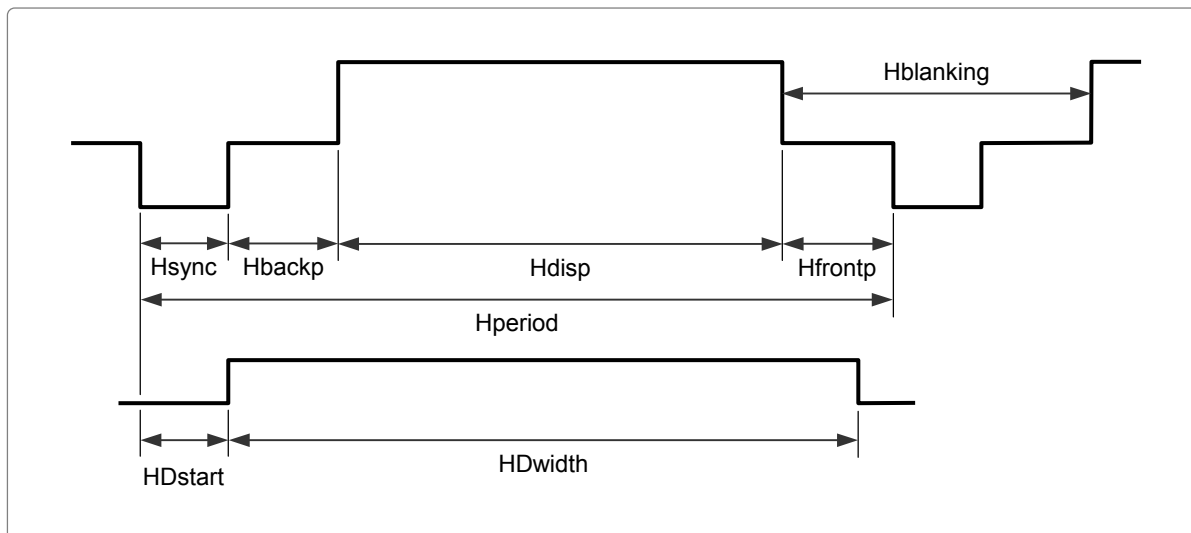 Hblanking
Hsync
Hbackp
Hdisp
Hfrontp
Hperiod
HDstart
HDwidth